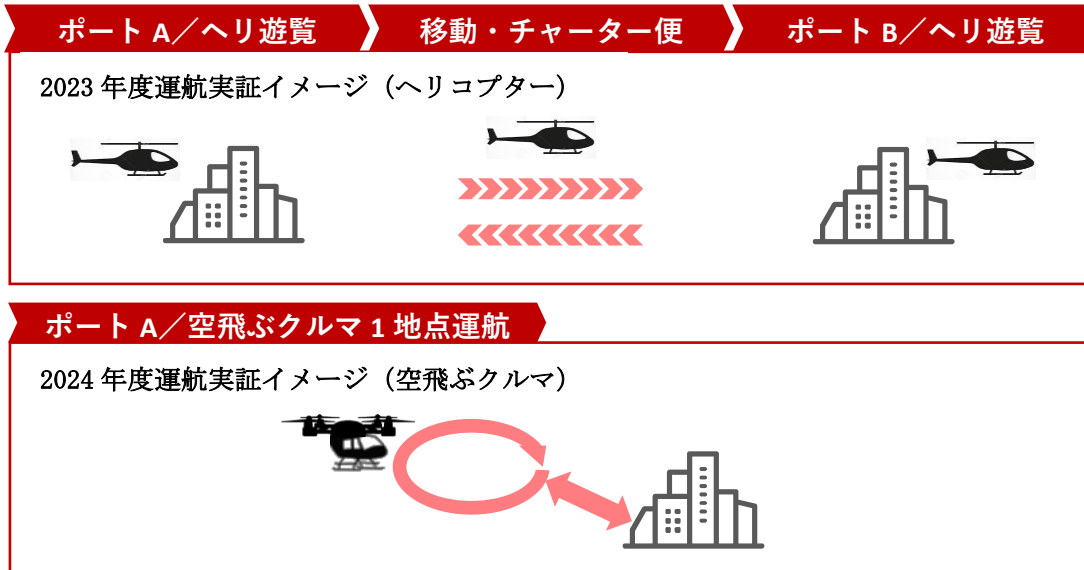 ポート A／ヘリ遊覧
移動・チャーター便
ポート B／ヘリ遊覧
2023 年度運航実証イメージ（ヘリコプター）
ポート A／空飛ぶクルマ 1 地点運航
2024 年度運航実証イメージ（空飛ぶクルマ）